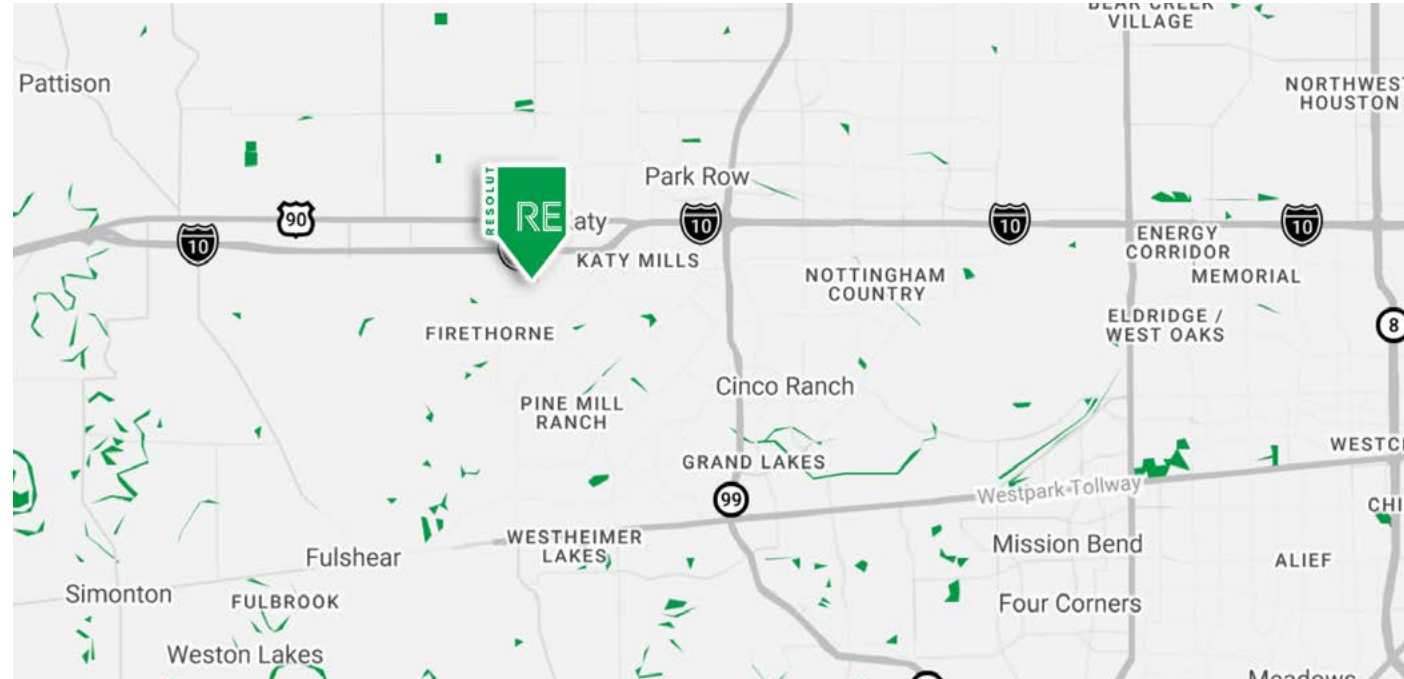 BEAR CREEK
VILLAGE
Pattison
NORTHWEST
HOUSTON
Park Row
RESOLUT
RE
aty
90
10
10
10
10
KATY MILLS
ENERGY
CORRIDOR
NOTTINGHAM
COUNTRY
MEMORIAL
ELDRIDGE /
WEST OAKS
8
FIRETHORNE
Cinco Ranch
PINE MILL
RANCH
WESTC
GRAND LAKES
99
Westpark Tollway
CHI
WESTHEIMER
LAKES
Mission Bend
Fulshear
ALIEF
Simonton
FULBROOK
Four Corners
Weston Lakes
Meadows